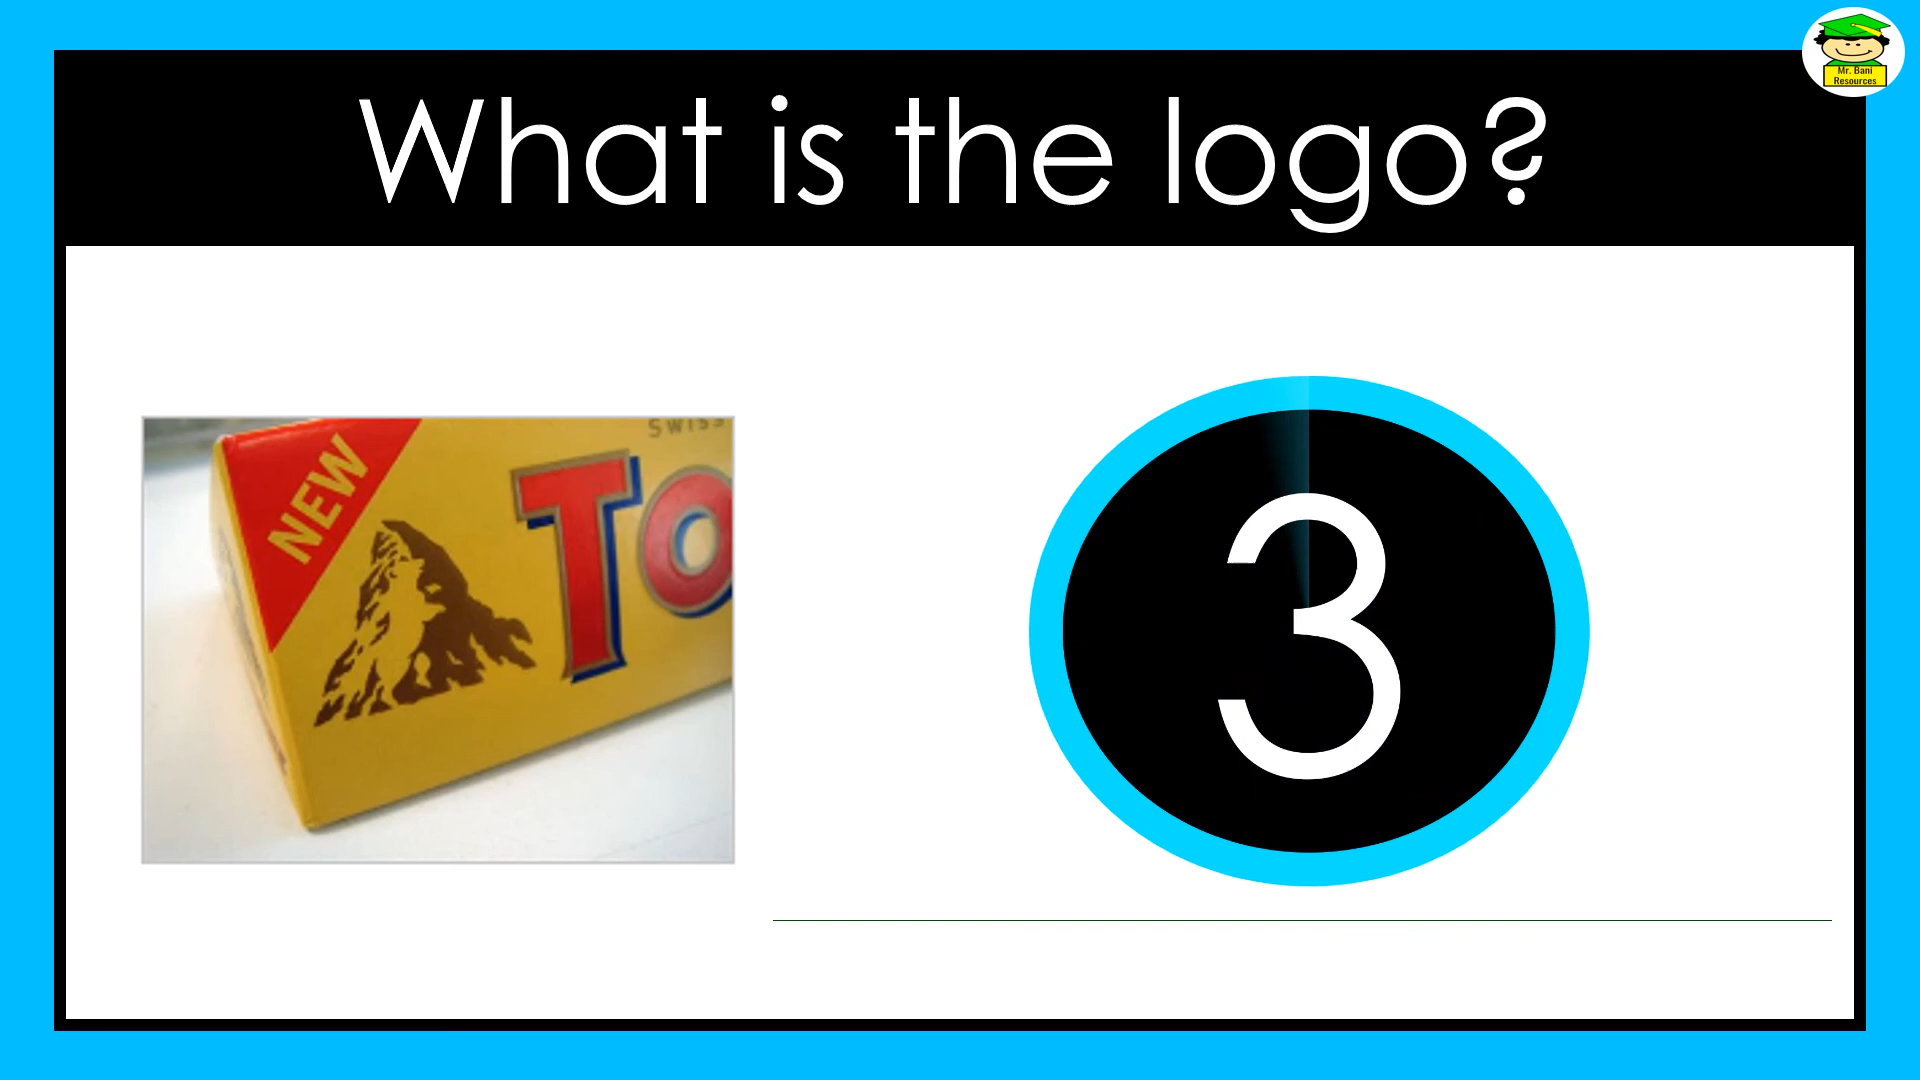 Mr. Bani
Resources
What is the logo?
SWISS
NEW
To
3